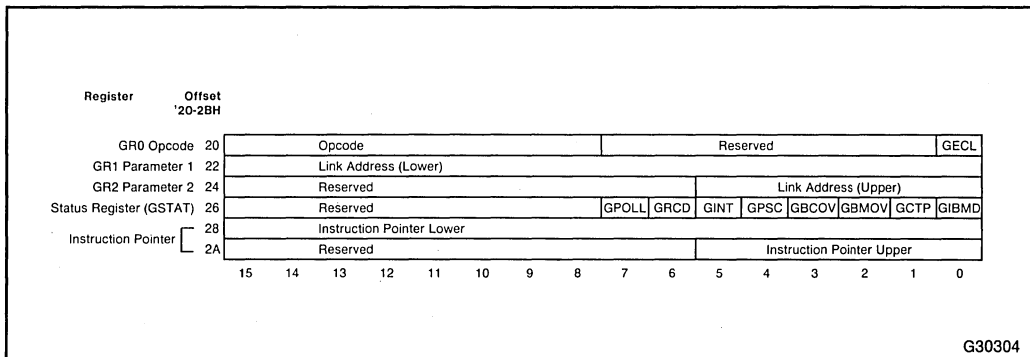 Register Offset
'20-2BH
GR0 Opcode 20 Opcode Reserved GECL
GR1 Parameter 1 22 Link Address (Lower)
GR2 Parameter 2 24 Reserved Link Address (Upper)
Status Register (GSTAT) 26 Reserved GPOLL GRCD GINT GPSC GBCOV GBMOV GCTP GIBMD
Instruction Pointer 28 Instruction Pointer Lower
2A Reserved Instruction Pointer Upper
15 14 13 12 11 10 9 8 7 6 5 4 3 2 1 0
G30304